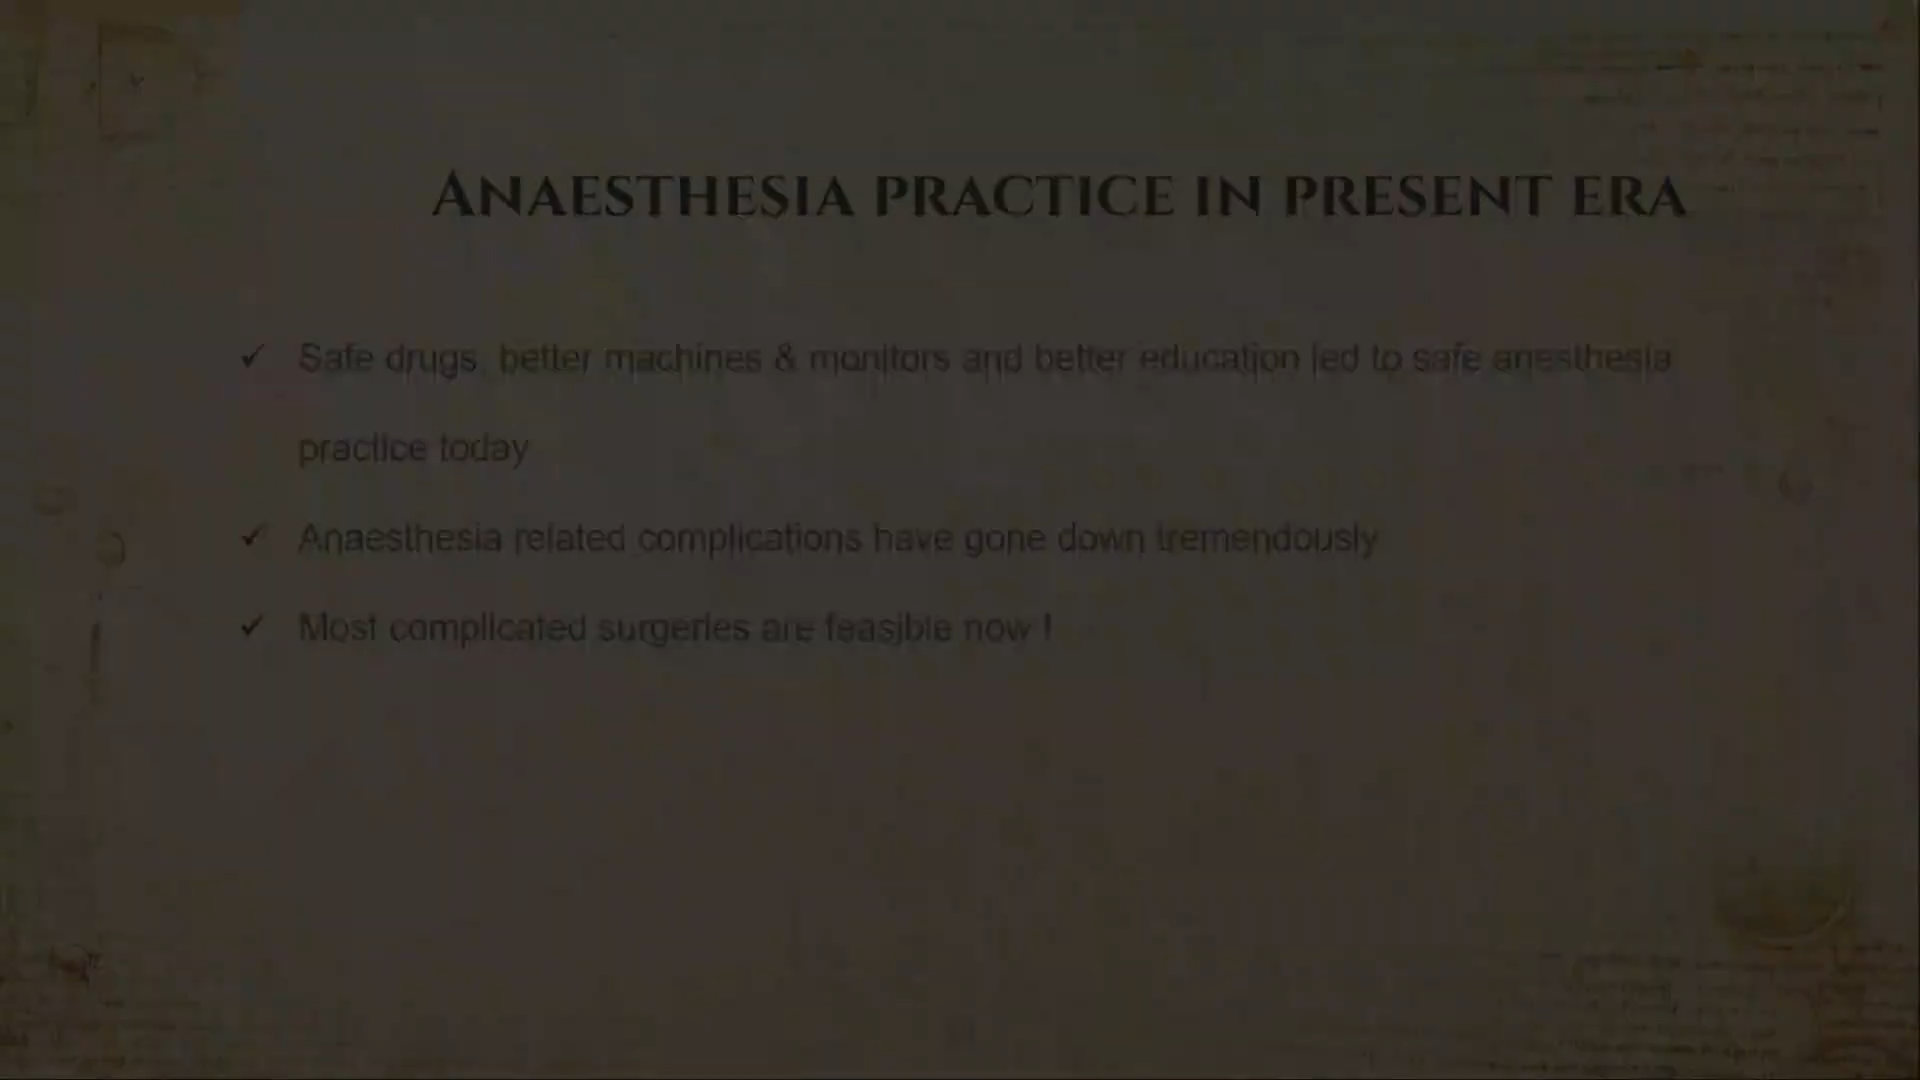 ANAESTHESIA PRACTICE IN PRESENT ERA
✓ Safe drugs, better machines & monitors and better education led to safe anesthesia
practice today
✓ Anaesthesia related complications have gone down tremendously
✓ Most complicated surgeries are feasible now !